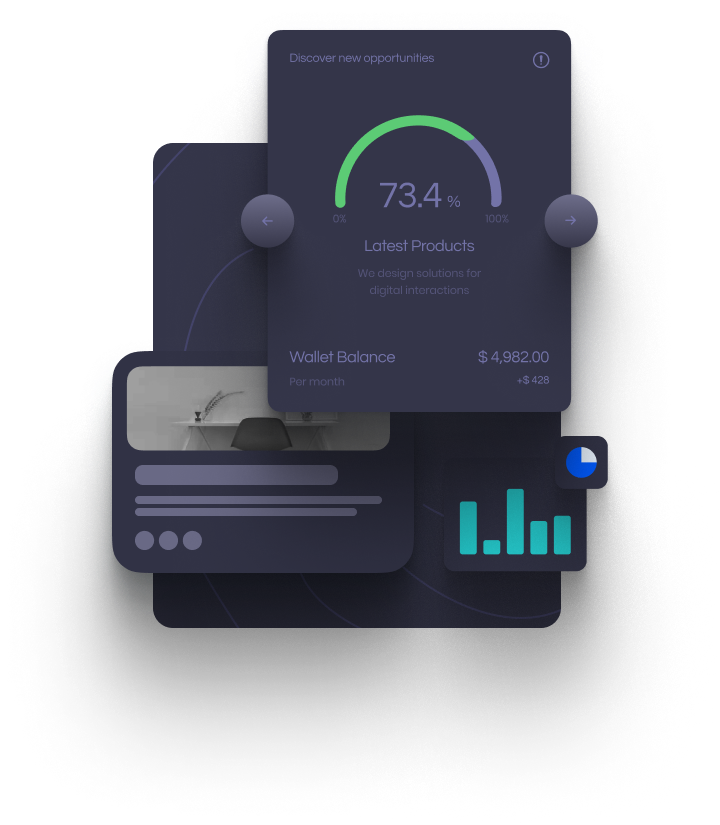 Discover new opportunities
73.4 %
0% 100%
Latest Products
We design solutions for
digital interactions
Wallet Balance $ 4,982.00
Per month +$ 428